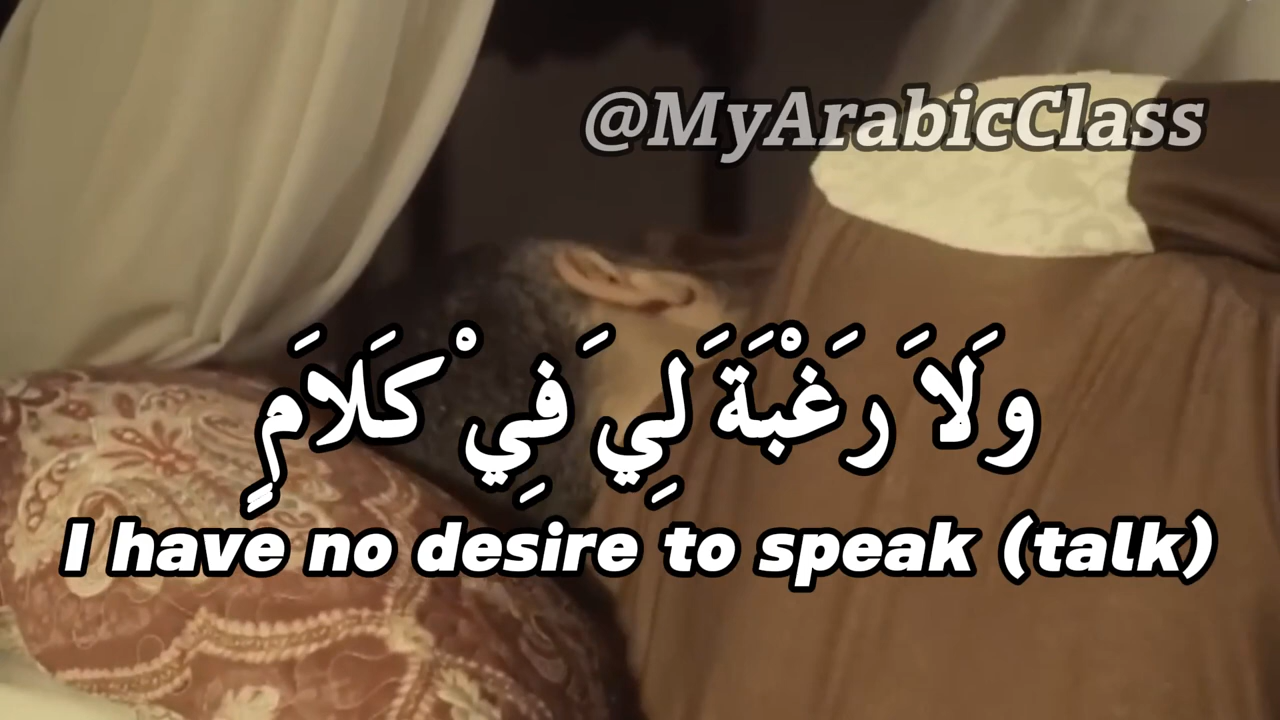 @MyArabicClass
وَلَا رَغْبَةَ لِيَ فِيْ كَلَامٍ
I have no desire to speak (talk)